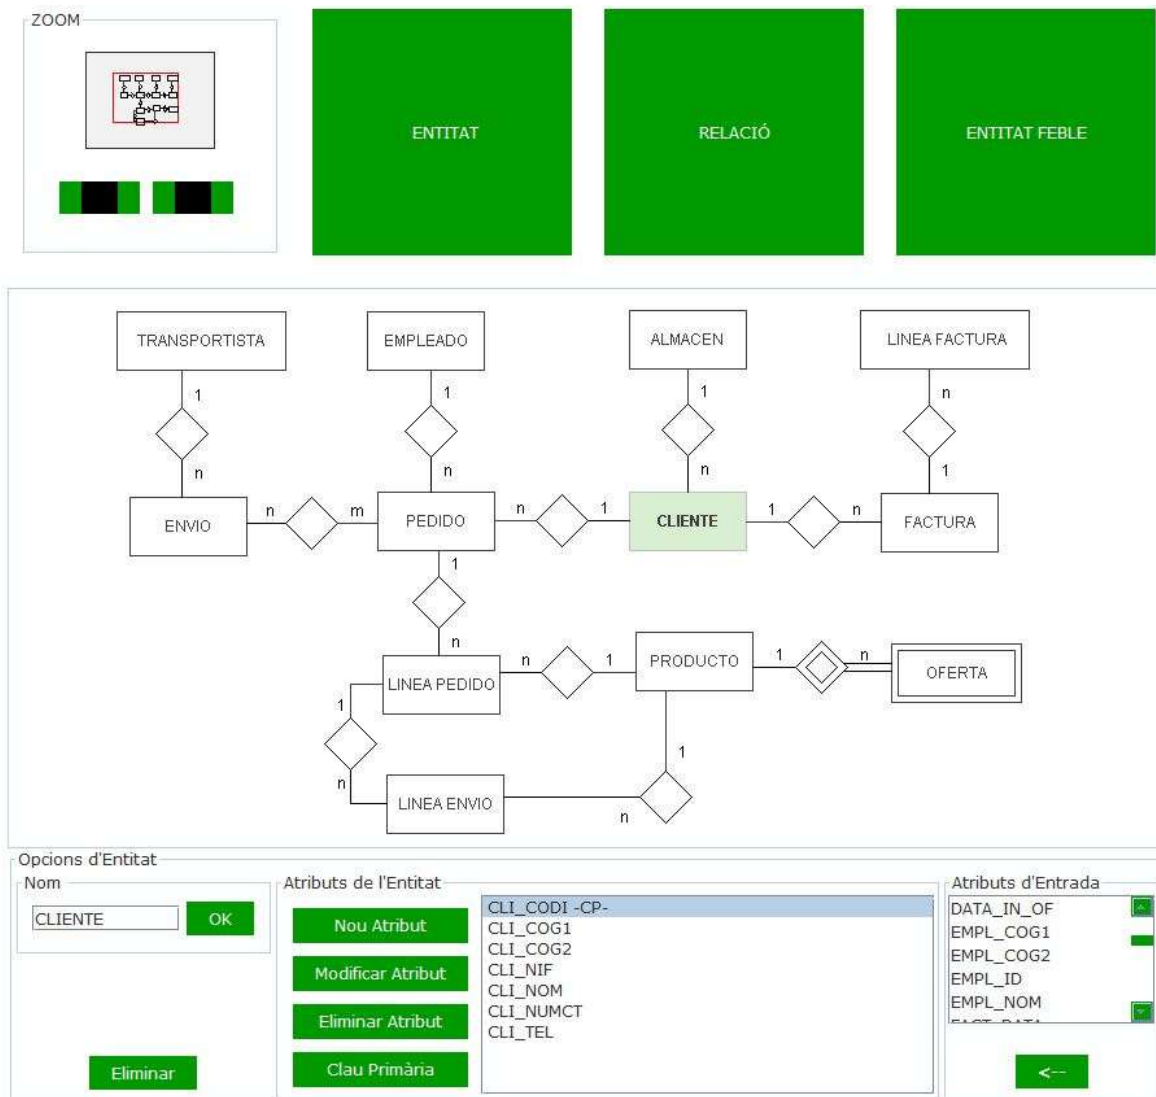 ZOOM
ENTITAT
RELACIÓ
ENTITAT FEBLE
TRANSPORTISTA
EMPLEADO
ALMACEN
LINEA FACTURA
1
1
1
n
n
n
n
1
ENVIO
n
m
PEDIDO
n
1
CLIENTE
1
n
FACTURA
1
n
LINEA PEDIDO
n
1
PRODUCTO
1
n
OFERTA
1
n
LINEA ENVIO
n
1
Opcions d'Entitat
Nom
CLIENTE
OK
Eliminar
Atributs de l'Entitat
Nou Atribut
Modificar Atribut
Eliminar Atribut
Clau Primària
CLI_CODI -CP-
CLI_COG1
CLI_COG2
CLI_NIF
CLI_NOM
CLI_NUMCT
CLI_TEL
Atributs d'Entrada
DATA_IN_OF
EMPL_COG1
EMPL_COG2
EMPL_ID
EMPL_NOM
FACT_DATA
<--